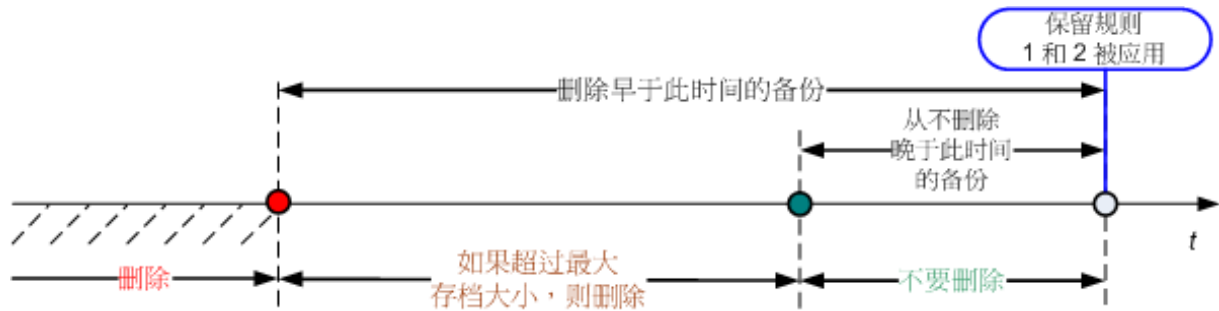 保留规则
1 和 2 被应用
删除早于此时间的备份
从不删除
晚于此时间
的备份
t
删除
如果超过最大
存档大小，则删除
不要删除